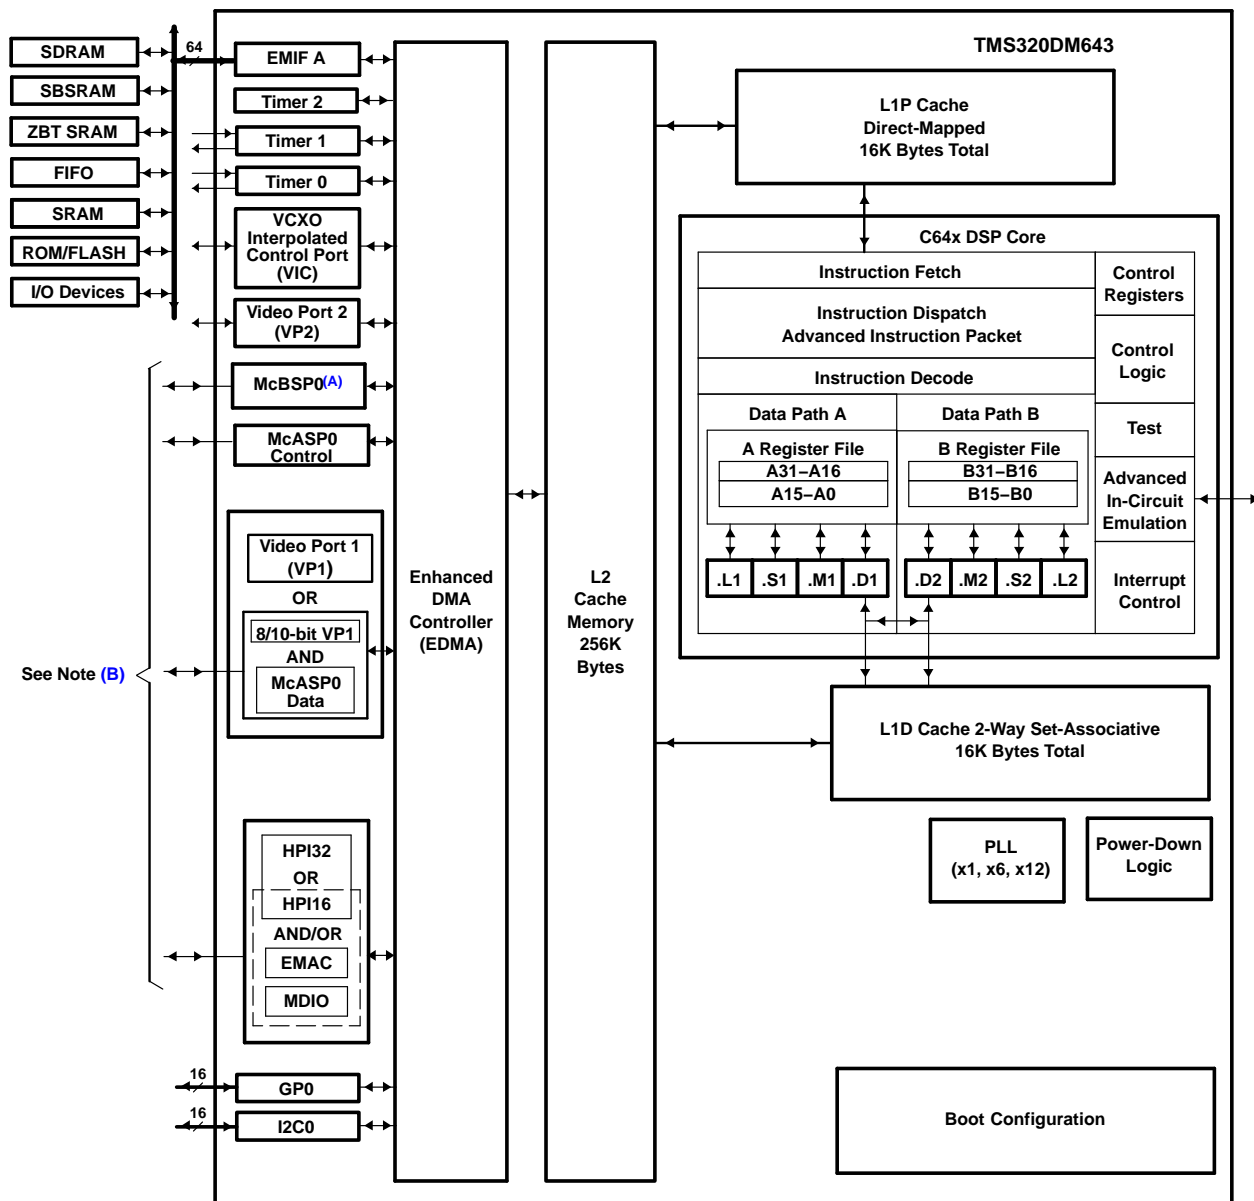 TMS320DM643
SDRAM
SBSRAM
ZBT SRAM
FIFO
SRAM
ROM/FLASH
I/O Devices
64
EMIF A
Timer 2
Timer 1
Timer 0
VCXO
Interpolated
Control Port
(VIC)
Video Port 2
(VP2)
McBSP0(A)
McASP0
Control
Video Port 1
(VP1)
OR
8/10-bit VP1
AND
McASP0
Data
See Note (B)
HPI32
OR
HPI16
AND/OR
EMAC
MDIO
16
GP0
16
I2C0
Enhanced
DMA
Controller
(EDMA)
L2
Cache
Memory
256K
Bytes
L1P Cache
Direct-Mapped
16K Bytes Total
C64x DSP Core
Instruction Fetch
Instruction Dispatch
Advanced Instruction Packet
Instruction Decode
Data Path A
A Register File
A31–A16
A15–A0
.L1
.S1
.M1
.D1
Data Path B
B Register File
B31–B16
B15–B0
.D2
.M2
.S2
.L2
Control
Registers
Control
Logic
Test
Advanced
In-Circuit
Emulation
Interrupt
Control
L1D Cache 2-Way Set-Associative
16K Bytes Total
PLL
(x1, x6, x12)
Power-Down
Logic
Boot Configuration